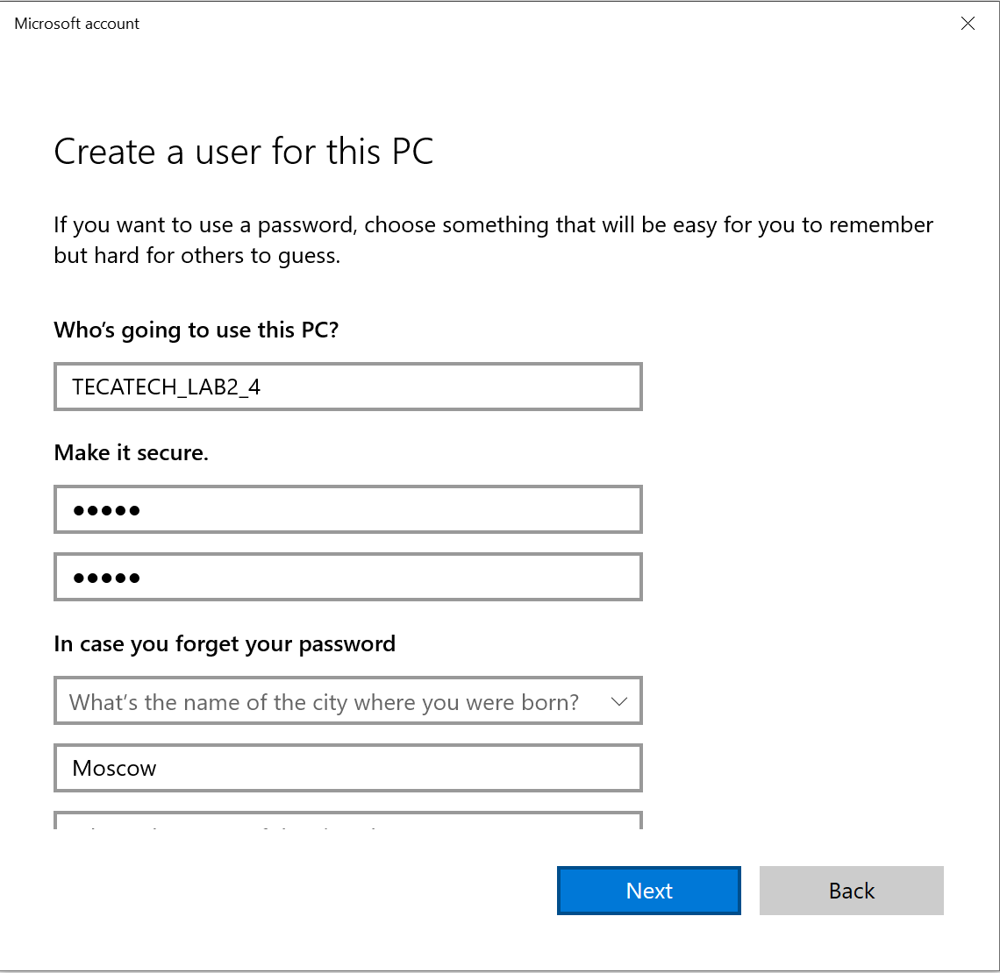 Microsoft account
Create a user for this PC
If you want to use a password, choose something that will be easy for you to remember
but hard for others to guess.
Who’s going to use this PC?
TECATECH_LAB2_4
Make it secure.
●●●●●
●●●●●
In case you forget your password
What’s the name of the city where you were born?
Moscow
Next
Back